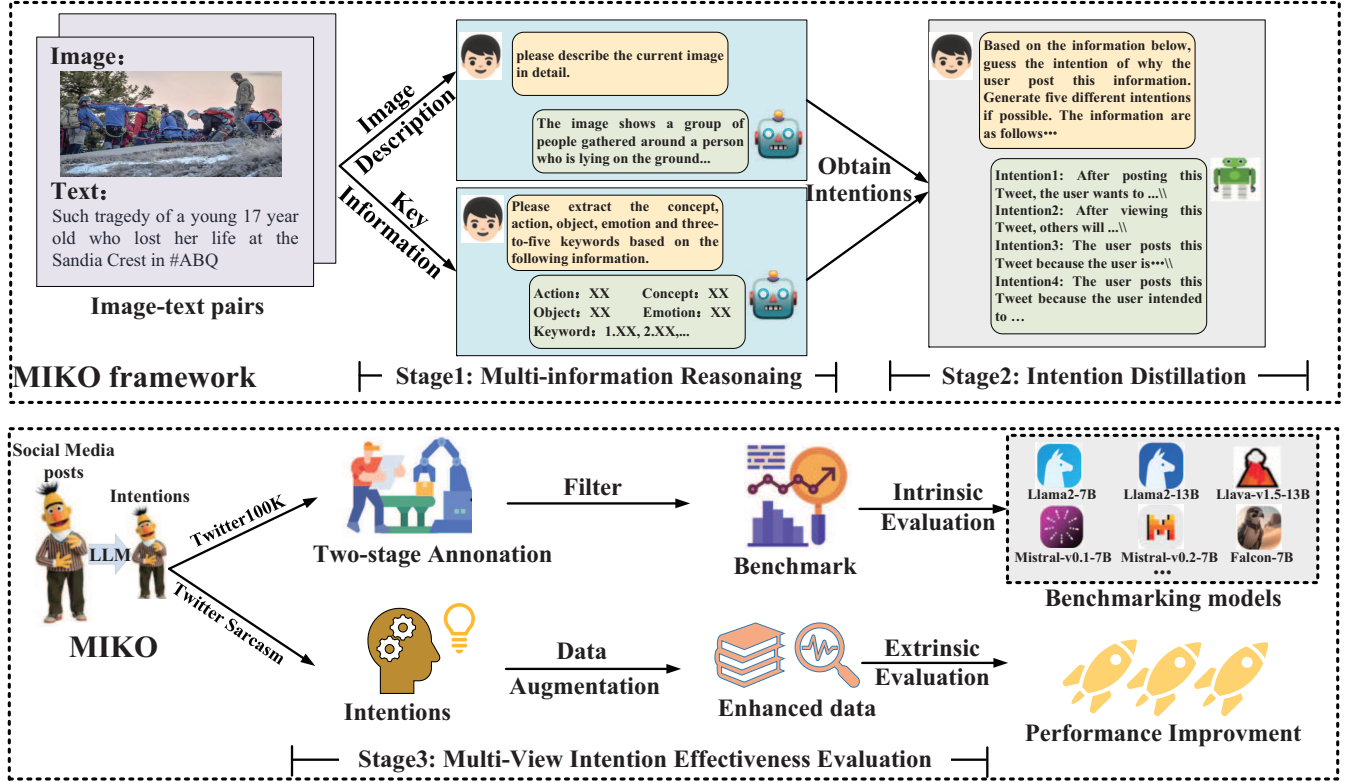 Image：
Text：
Such tragedy of a young 17 year
old who lost her life at the
Sandia Crest in #ABQ
Image-text pairs
Image
Description
Key
Information
please describe the current image
in detail.
The image shows a group of
people gathered around a person
who is lying on the ground...
Please extract the concept,
action, object, emotion and three-
to-five keywords based on the
following information.
Action：XX Concept：XX
Object：XX Emotion：XX
Keyword：1.XX, 2.XX,...
Obtain
Intentions
Based on the information below,
guess the intention of why the
user post this information.
Generate five different intentions
if possible. The information are
as follows···
Intention1: After posting this
Tweet, the user wants to ...\\
Intention2: After viewing this
Tweet, others will ...\\
Intention3: The user posts this
Tweet because the user is···\\
Intention4: The user posts this
Tweet because the user intended
to …
MIKO framework
Stage1: Multi-information Reasonaing
Stage2: Intention Distillation
Social Media
posts
Intentions
LLM
MIKO
Twitter100K
Twitter Sarcasm
Two-stage Annonation
Filter
Benchmark
Intrinsic
Evaluation
Llama2-7B
Llama2-13B
Llava-v1.5-13B
Mistral-v0.1-7B
Mistral-v0.2-7B
Falcon-7B
...
Benchmarking models
Intentions
Data
Augmentation
Enhanced data
Extrinsic
Evaluation
Performance Improvment
Stage3: Multi-View Intention Effectiveness Evaluation